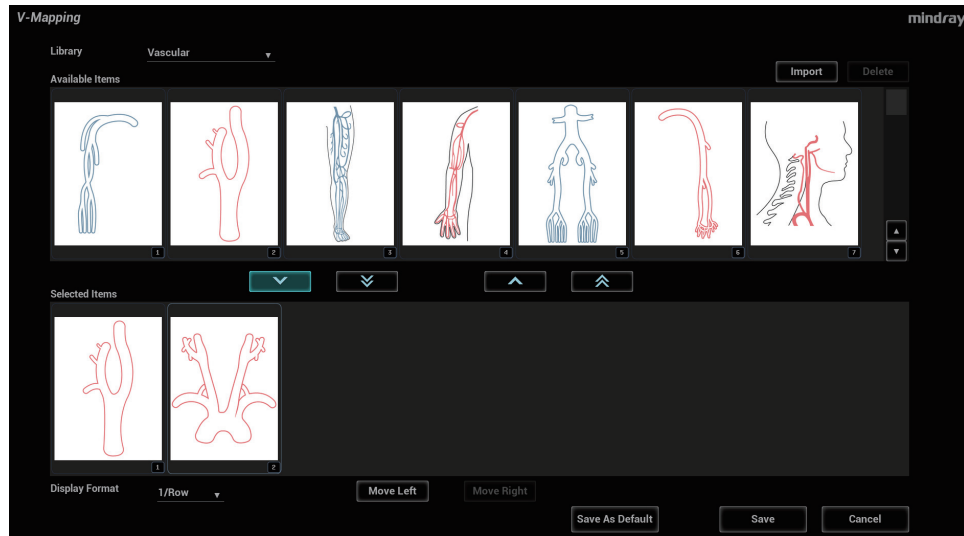 V-Mapping
mindray
Library Vascular
Available Items
Import Delete
1 2 3 4 5 6 7
Selected Items
1 2
Display Format 1/Row
Move Left Move Right
Save As Default Save Cancel